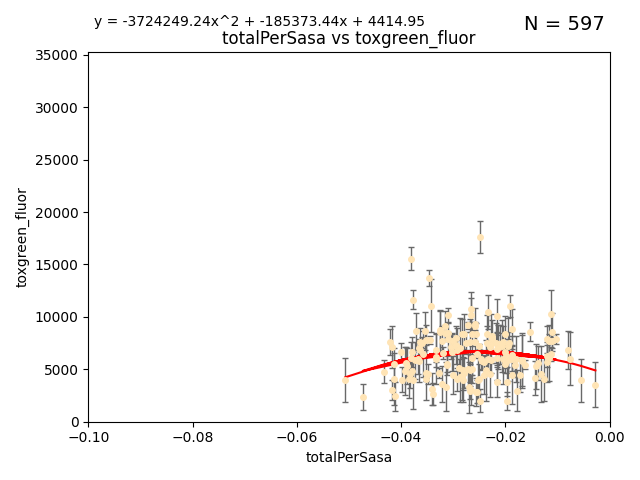 y = -3724249.24x^2 + -185373.44x + 4414.95
N = 597
totalPerSasa vs toxgreen_fluor
35000
30000
25000
20000
15000
10000
5000
0
toxgreen_fluor
−0.10
−0.08
−0.06
−0.04
−0.02
0.00
totalPerSasa